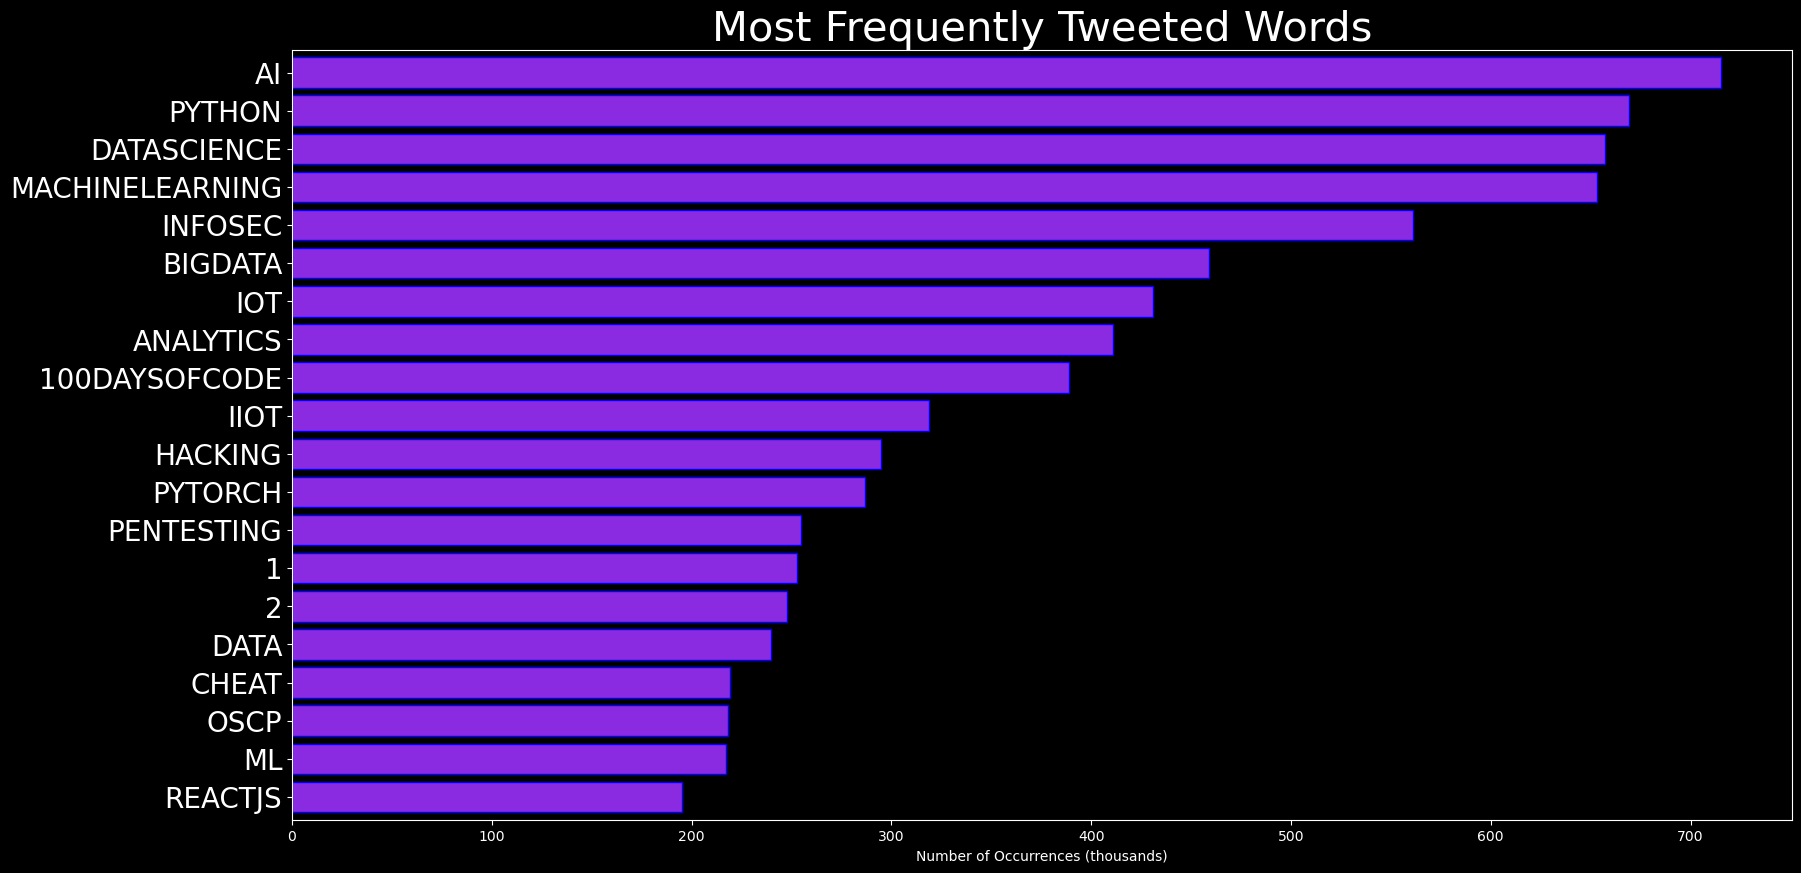 Most Frequently Tweeted Words
AI
PYTHON
DATASCIENCE
MACHINELEARNING
INFOSEC
BIGDATA
IOT
ANALYTICS
100DAYSOFCODE
IIOT
HACKING
PYTORCH
PENTESTING
1
2
DATA
CHEAT
OSCP
ML
REACTJS
0 100 200 300 400 500 600 700
Number of Occurrences (thousands)